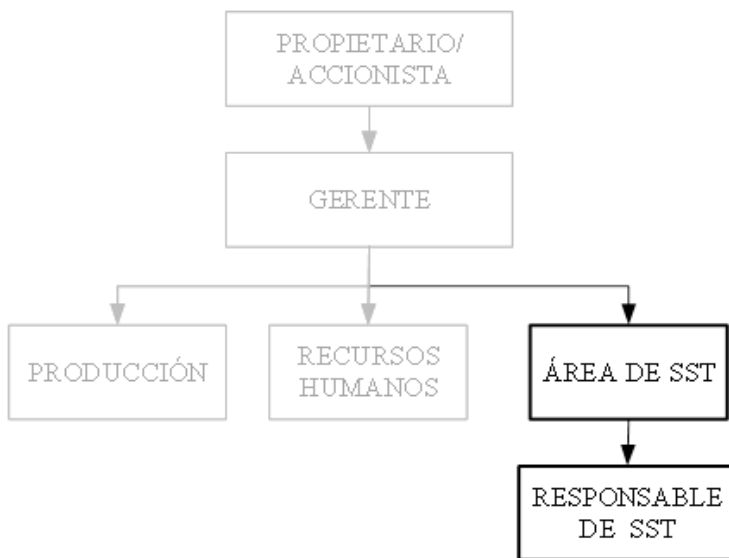 PROPIETARIO/
ACCIONISTA
GERENTE
PRODUCCIÓN
RECURSOS
HUMANOS
ÁREA DE SST
RESPONSABLE
DE SST